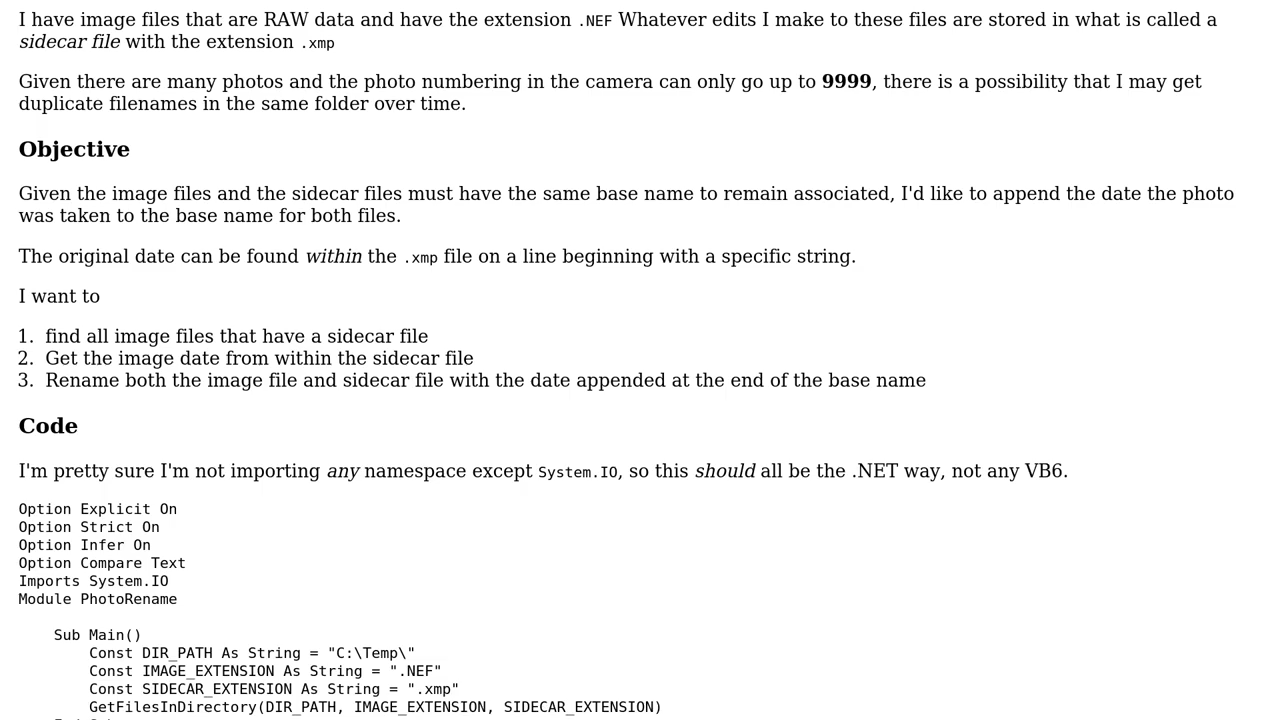 I have image files that are RAW data and have the extension .NEF Whatever edits I make to these files are stored in what is called a
sidecar file with the extension .xmp
Given there are many photos and the photo numbering in the camera can only go up to 9999, there is a possibility that I may get
duplicate filenames in the same folder over time.
Objective
Given the image files and the sidecar files must have the same base name to remain associated, I'd like to append the date the photo
was taken to the base name for both files.
The original date can be found within the .xmp file on a line beginning with a specific string.
I want to
1. find all image files that have a sidecar file
2. Get the image date from within the sidecar file
3. Rename both the image file and sidecar file with the date appended at the end of the base name
Code
I'm pretty sure I'm not importing any namespace except System.IO, so this should all be the .NET way, not any VB6.
Option Explicit On
Option Strict On
Option Infer On
Option Compare Text
Imports System.IO
Module PhotoRename
    Sub Main()
        Const DIR_PATH As String = "C:\Temp\"
        Const IMAGE_EXTENSION As String = ".NEF"
        Const SIDECAR_EXTENSION As String = ".xmp"
        GetFilesInDirectory(DIR_PATH, IMAGE_EXTENSION, SIDECAR_EXTENSION)